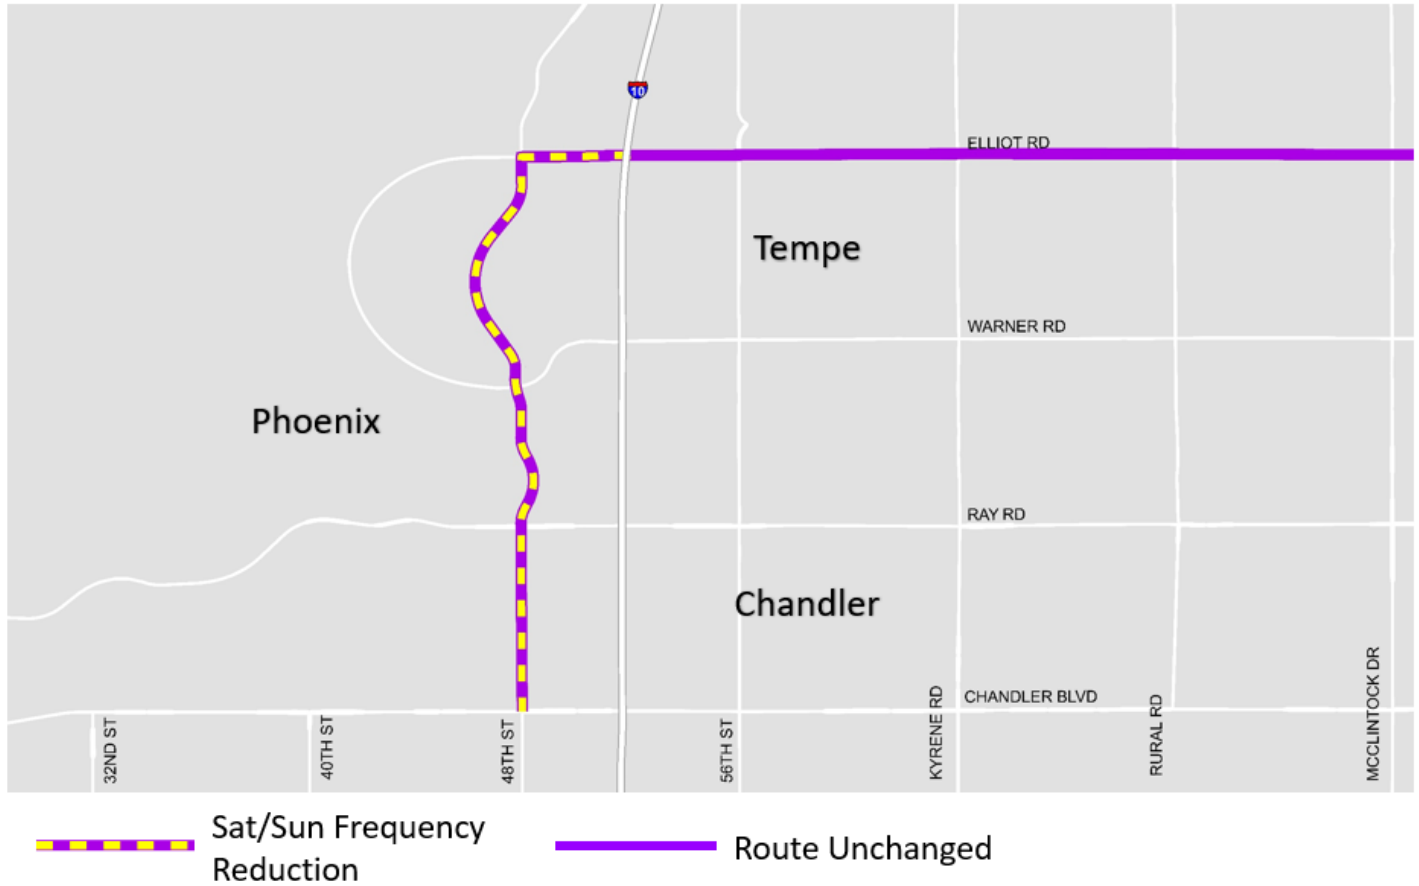 10
ELLIOT RD
Tempe
WARNER RD
Phoenix
RAY RD
Chandler
CHANDLER BLVD
32ND ST
40TH ST
48TH ST
56TH ST
KYRENE RD
RURAL RD
MCCLINTOCK DR
Sat/Sun Frequency
Reduction
Route Unchanged